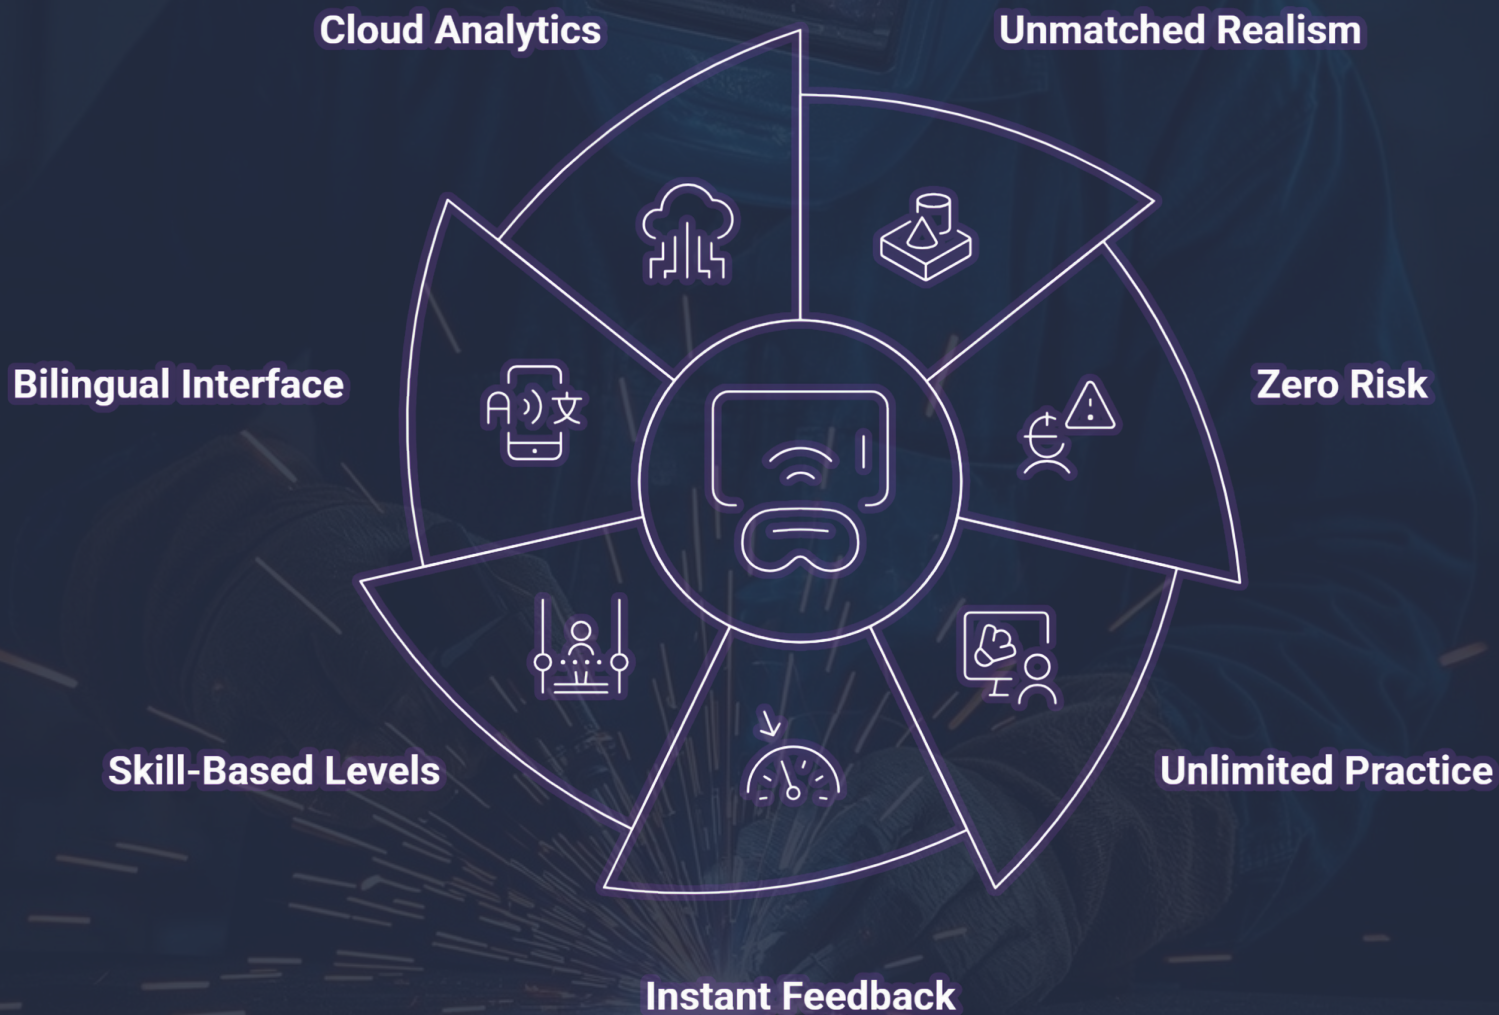 Cloud Analytics
Unmatched Realism
Bilingual Interface
Zero Risk
Skill-Based Levels
Unlimited Practice
Instant Feedback